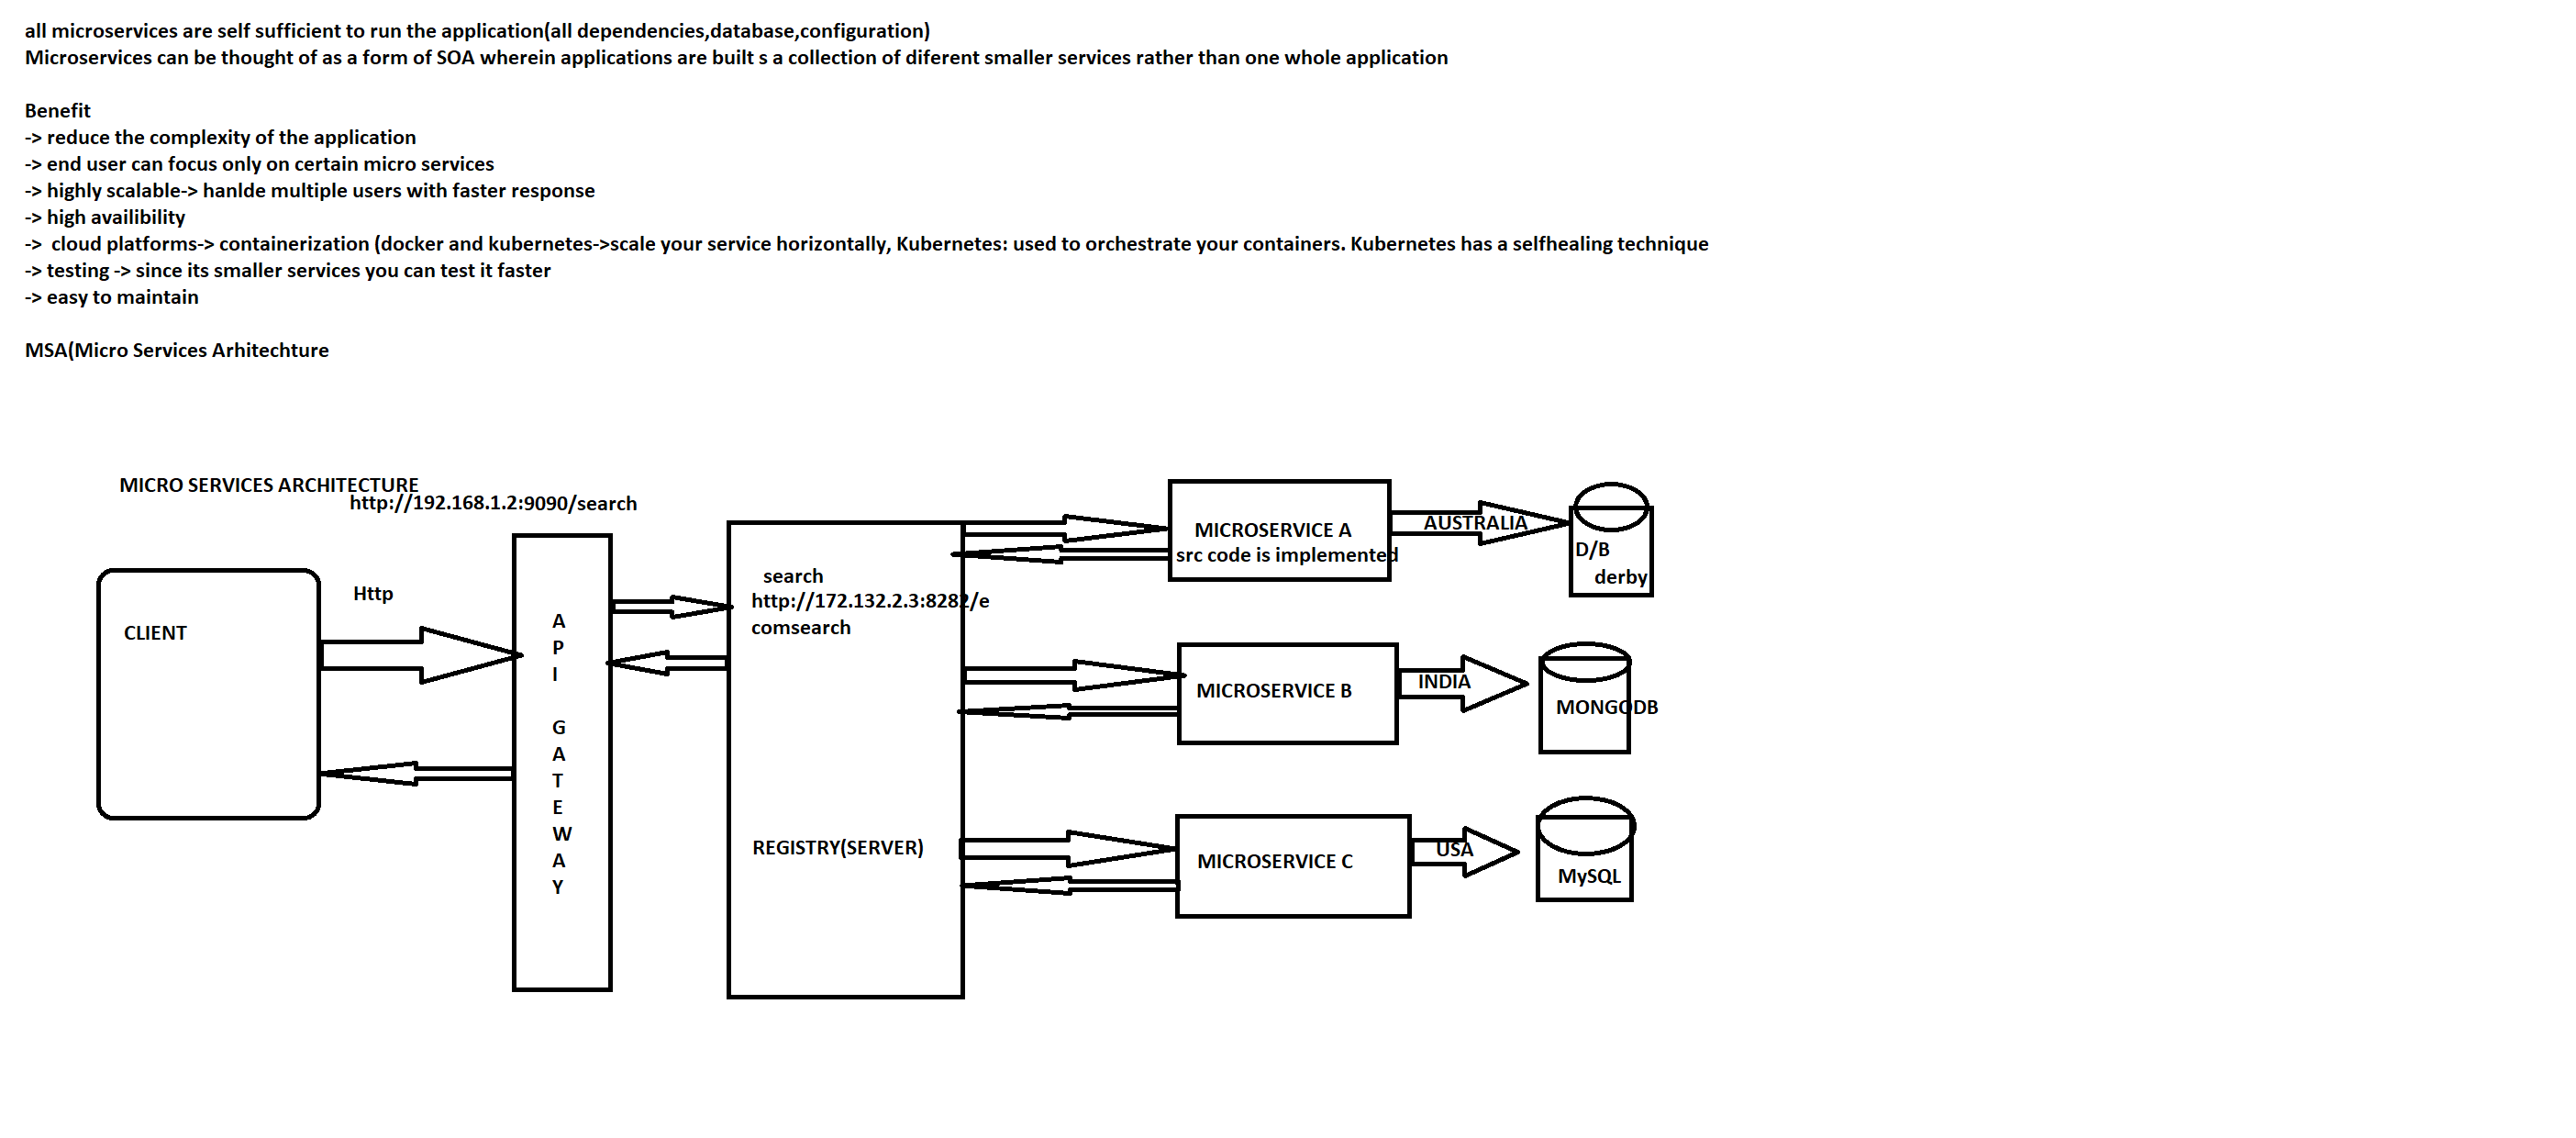 all microservices are self sufficient to run the application(all dependencies,database,configuration)
Microservices can be thought of as a form of SOA wherein applications are built s a collection of diferent smaller services rather than one whole application
Benefit
-> reduce the complexity of the application
-> end user can focus only on certain micro services
-> highly scalable-> hanlde multiple users with faster response
-> high availibility
->  cloud platforms-> containerization (docker and kubernetes->scale your service horizontally, Kubernetes: used to orchestrate your containers. Kubernetes has a selfhealing technique
-> testing -> since its smaller services you can test it faster
-> easy to maintain
MSA(Micro Services Arhitechture
MICRO SERVICES ARCHITECTURE
http://192.168.1.2:9090/search
Http
CLIENT
A
P
I
G
A
T
E
W
A
Y
search
http://172.132.2.3:8282/e
comsearch
REGISTRY(SERVER)
MICROSERVICE A
src code is implemented
AUSTRALIA
D/B
derby
MICROSERVICE B
INDIA
MONGODB
MICROSERVICE C
USA
MySQL